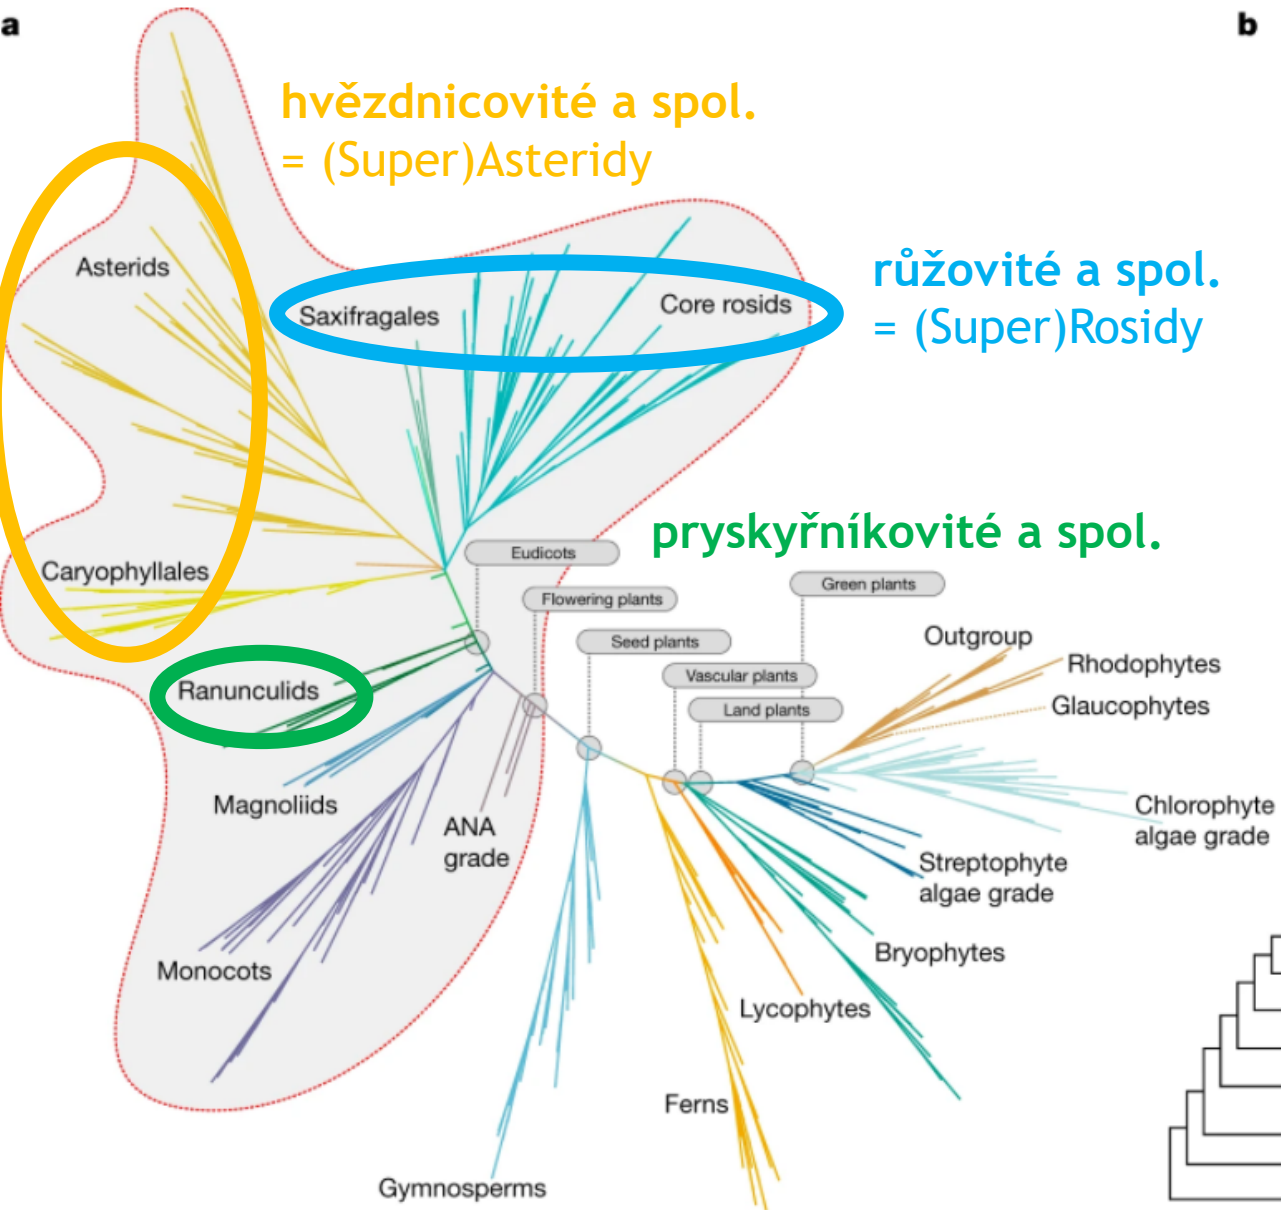 a
b
hvězdnicovité a spol.
= (Super)Asteridy
Asterids
růžovité a spol.
= (Super)Rosidy
Saxifragales
Core rosids
pryskyřníkovité a spol.
Eudicots
Caryophyllales
Flowering plants
Green plants
Seed plants
Outgroup
Vascular plants
Rhodophytes
Ranunculids
Land plants
Glaucophytes
Magnoliids
Chlorophyte
algae grade
ANA
grade
Streptophyte
algae grade
Bryophytes
Monocots
Lycophytes
Ferns
Gymnosperms